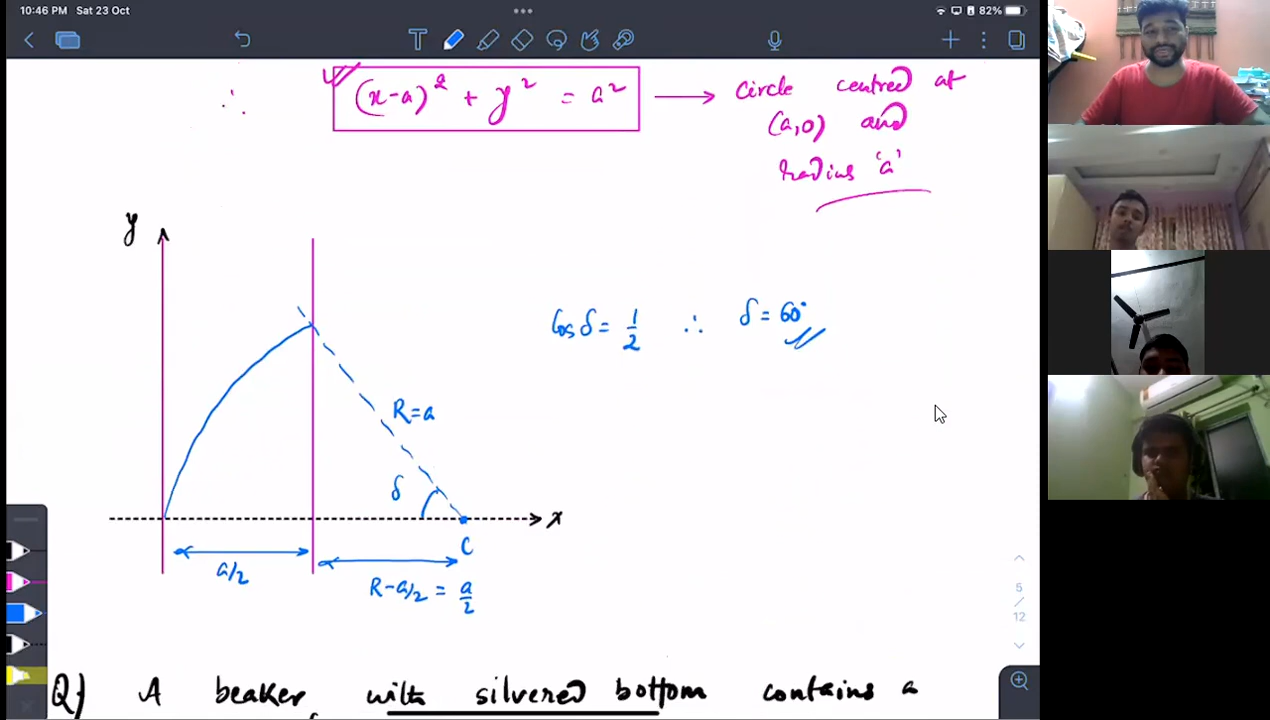 10:46 PM Sat 23 Oct
82%
T
∴ (x-a)² + y² = a² → Circle centred at
(a,0) and
radius 'a'
y
Cos δ = 1/2 ∴ δ = 60°
R=a
δ
x
C
a/2
R-a/2 = a/2
5
/
12
Q) A beaker with silvered bottom contains a